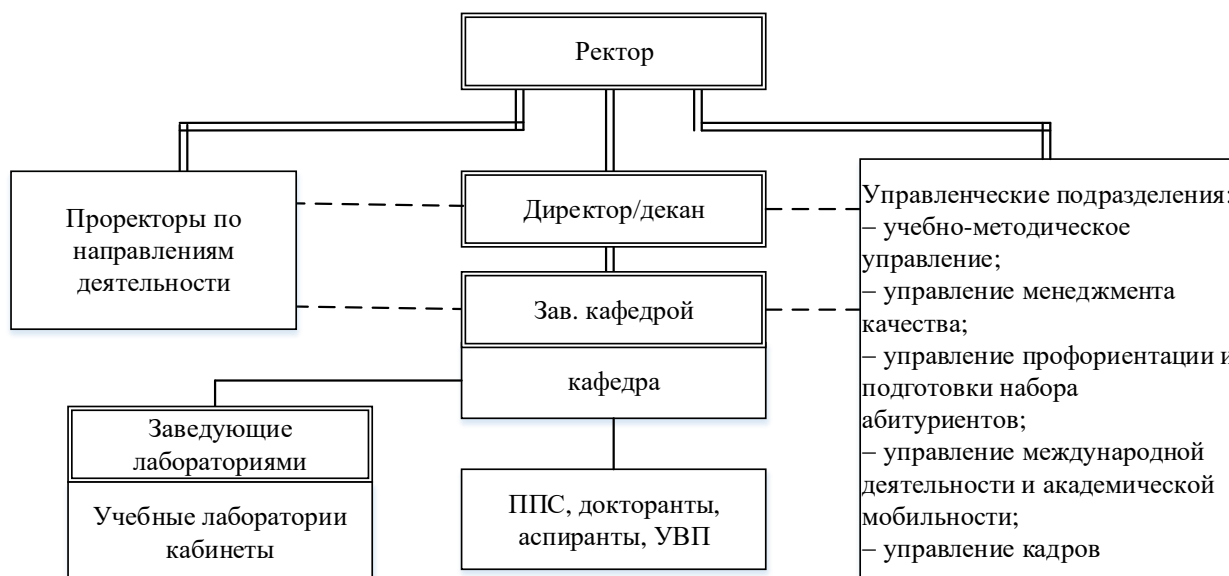 Ректор
Проректоры по
направлениям
деятельности
Директор/декан
Зав. кафедрой
кафедра
Заведующие
лабораториями
Учебные лаборатории
кабинеты
ППС, докторанты,
аспиранты, УВП
Управленческие подразделения:
– учебно-методическое
управление;
– управление менеджмента
качества;
– управление профориентации и
подготовки набора
абитуриентов;
– управление международной
деятельности и академической
мобильности;
– управление кадров